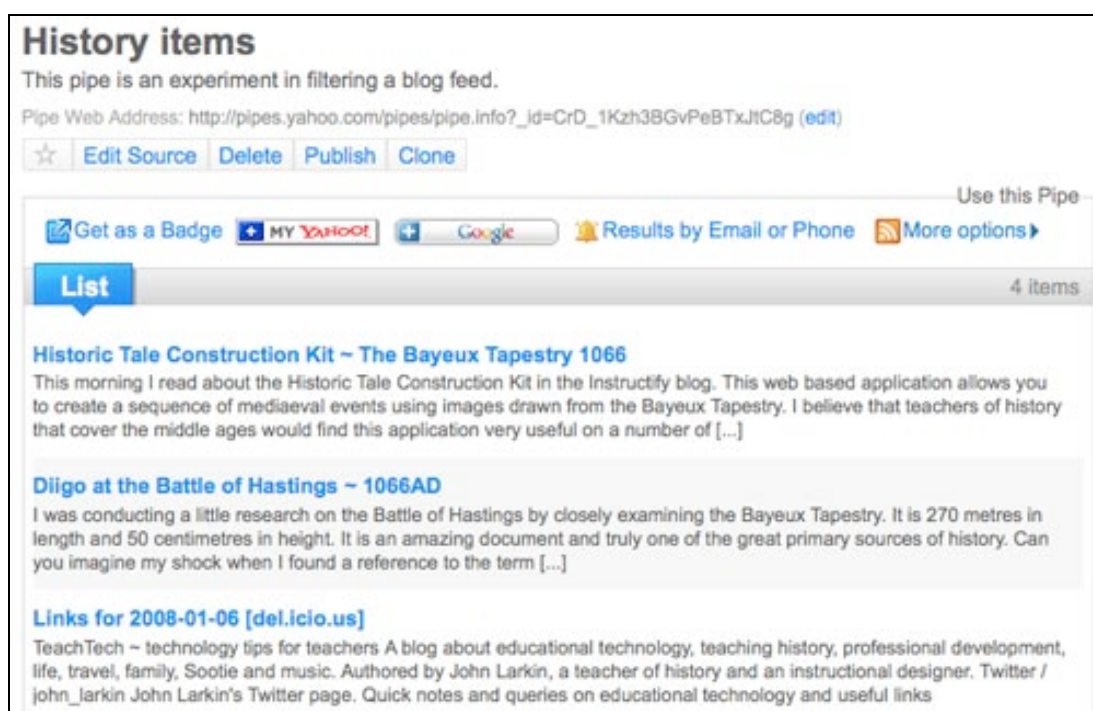 History items
This pipe is an experiment in filtering a blog feed.
Pipe Web Address: http://pipes.yahoo.com/pipes/pipe.info?_id=CrD_1Kzh3BGvPeBTxJtC8g (edit)
Edit Source Delete Publish Clone
Use this Pipe
Get as a Badge MY YAHOO! Google Results by Email or Phone More options
List 4 items
Historic Tale Construction Kit ~ The Bayeux Tapestry 1066
This morning I read about the Historic Tale Construction Kit in the Instructify blog. This web based application allows you
to create a sequence of mediaeval events using images drawn from the Bayeux Tapestry. I believe that teachers of history
that cover the middle ages would find this application very useful on a number of [...]
Diigo at the Battle of Hastings ~ 1066AD
I was conducting a little research on the Battle of Hastings by closely examining the Bayeux Tapestry. It is 270 metres in
length and 50 centimetres in height. It is an amazing document and truly one of the great primary sources of history. Can
you imagine my shock when I found a reference to the term [...]
Links for 2008-01-06 [del.icio.us]
TeachTech ~ technology tips for teachers A blog about educational technology, teaching history, professional development,
life, travel, family, Sootie and music. Authored by John Larkin, a teacher of history and an instructional designer. Twitter /
john_larkin John Larkin's Twitter page. Quick notes and queries on educational technology and useful links